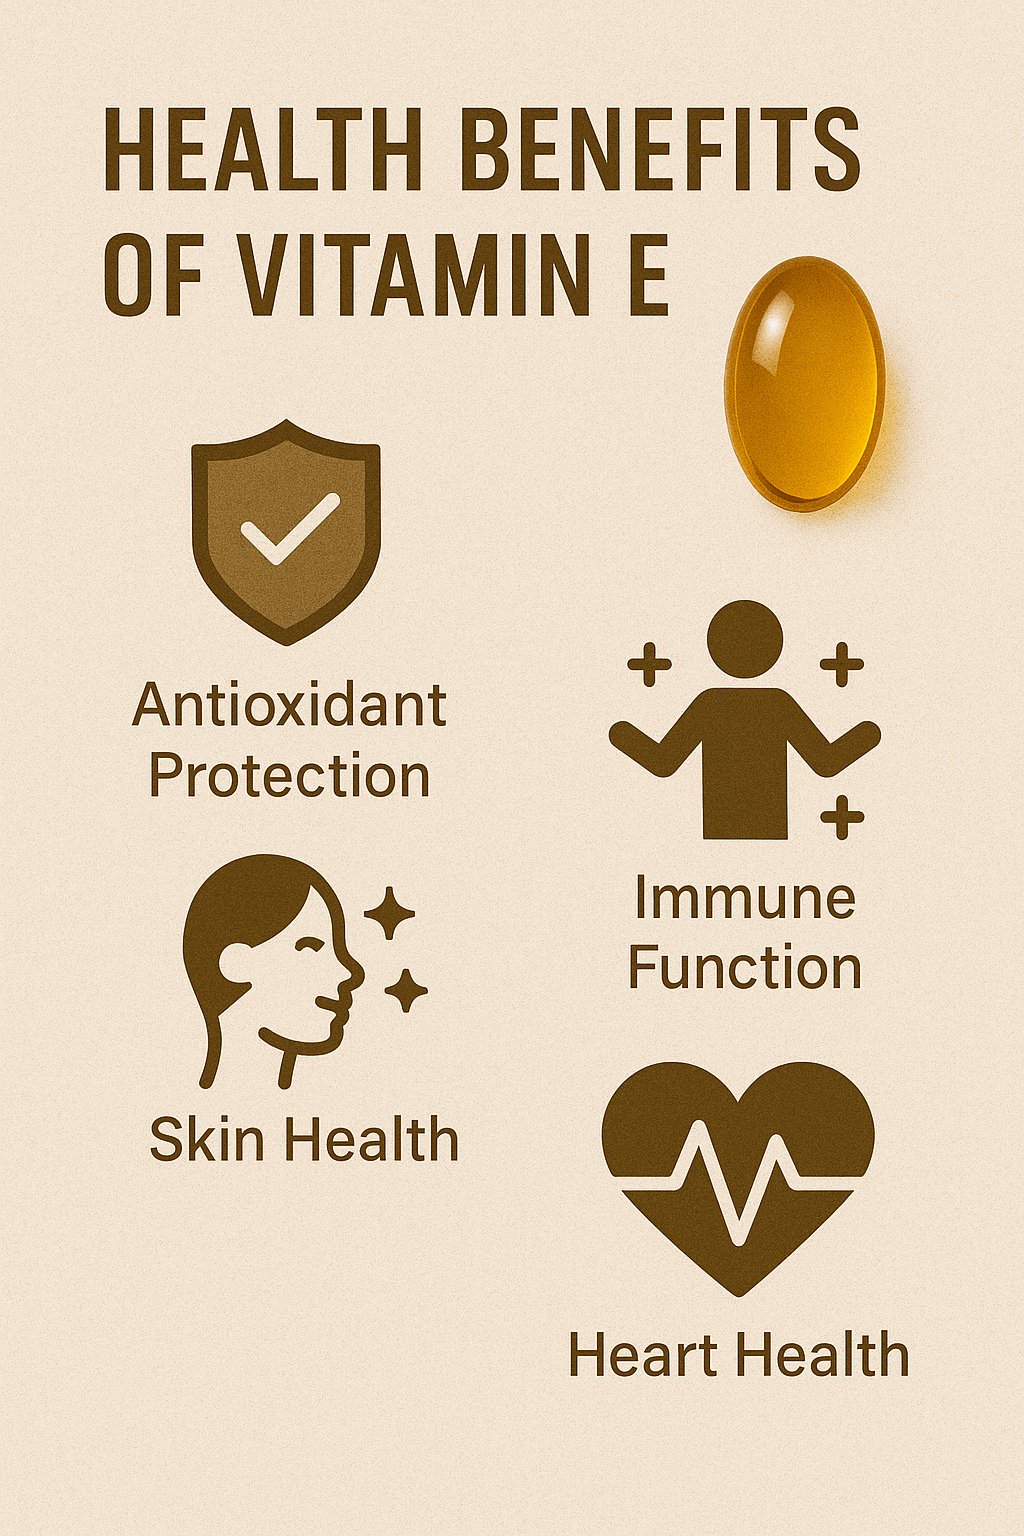 HEALTH BENEFITS
OF VITAMIN E
Antioxidant
Protection
Immune
Function
Skin Health
Heart Health